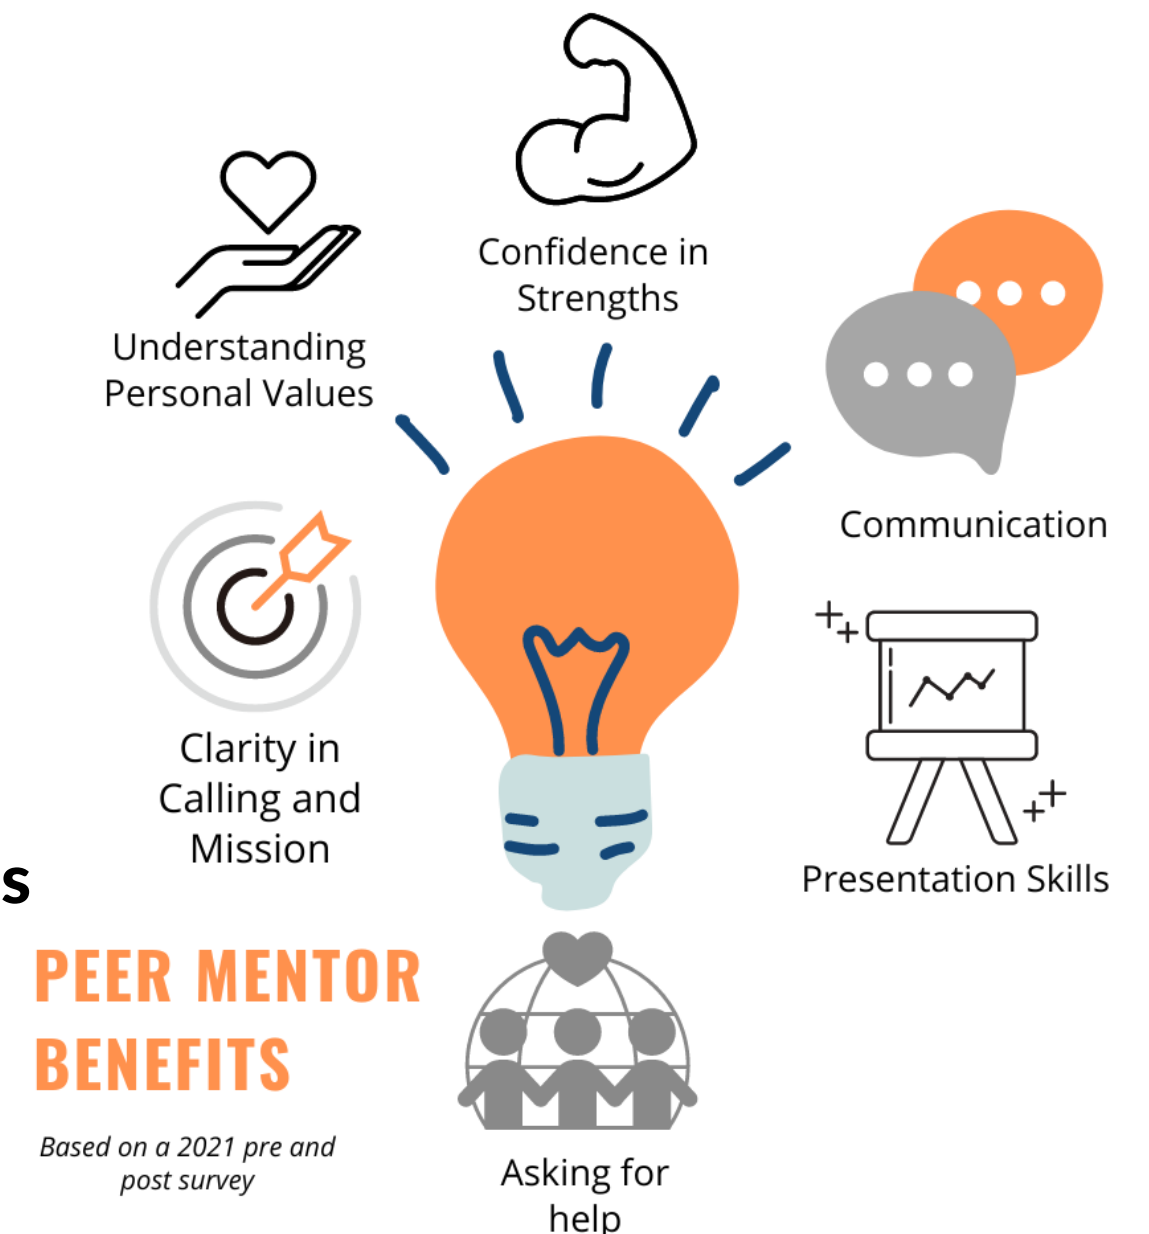 Confidence in
Strengths
Understanding
Personal Values
Communication
Clarity in
Calling and
Mission
Presentation Skills
s
PEER MENTOR
BENEFITS
Based on a 2021 pre and
post survey
Asking for
help